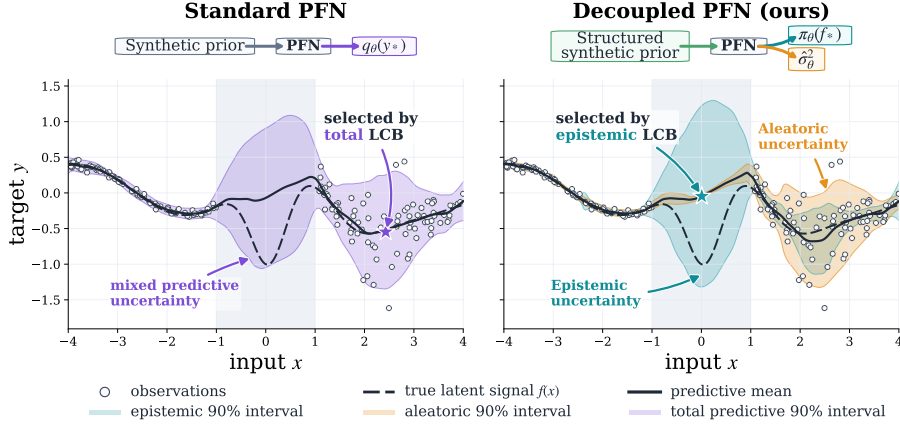 Standard PFN
Synthetic prior
PFN
qθ(y*)
1.5
1.0
0.5
0.0
−0.5
−1.0
−1.5
target y
selected by
total LCB
mixed predictive
uncertainty
−4 −3 −2 −1 0 1 2 3 4
input x
Decoupled PFN (ours)
Structured
synthetic prior
PFN
πθ(f*)
σ̂²θ
selected by
epistemic LCB
Aleatoric
uncertainty
Epistemic
uncertainty
−4 −3 −2 −1 0 1 2 3 4
input x
observations
true latent signal f(x)
predictive mean
epistemic 90% interval
aleatoric 90% interval
total predictive 90% interval